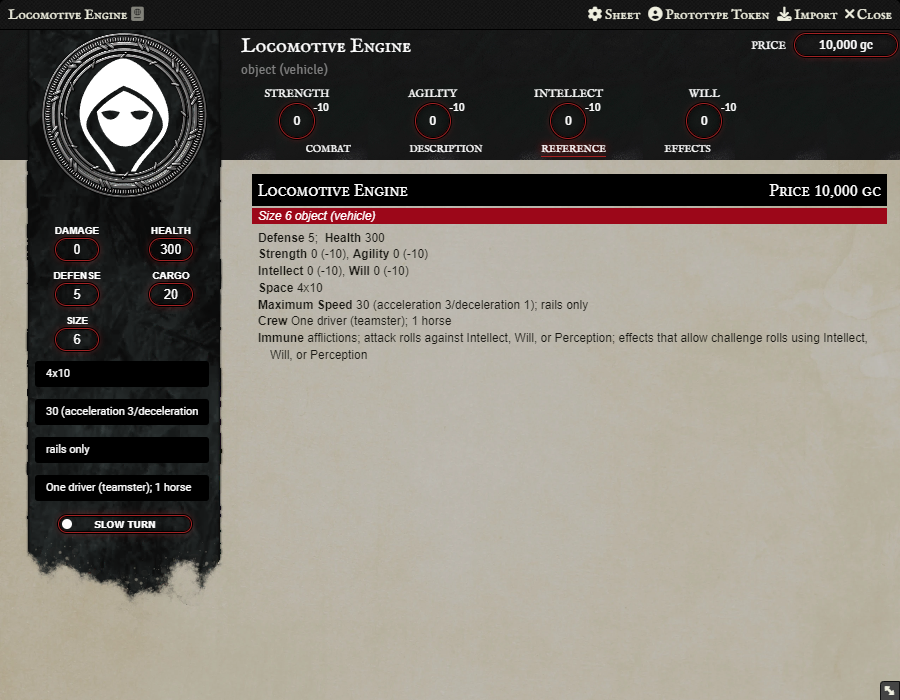 Locomotive Engine
Sheet Prototype Token Import Close
Locomotive Engine
PRICE 10,000 gc
object (vehicle)
STRENGTH AGILITY INTELLECT WILL
0 -10 0 -10 0 -10 0 -10
COMBAT DESCRIPTION REFERENCE EFFECTS
DAMAGE HEALTH
0 300
DEFENSE CARGO
5 20
SIZE
6
4x10
30 (acceleration 3/deceleration
rails only
One driver (teamster); 1 horse
SLOW TURN
Locomotive Engine Price 10,000 gc
Size 6 object (vehicle)
Defense 5; Health 300
Strength 0 (-10), Agility 0 (-10)
Intellect 0 (-10), Will 0 (-10)
Space 4x10
Maximum Speed 30 (acceleration 3/deceleration 1); rails only
Crew One driver (teamster); 1 horse
Immune afflictions; attack rolls against Intellect, Will, or Perception; effects that allow challenge rolls using Intellect,
Will, or Perception